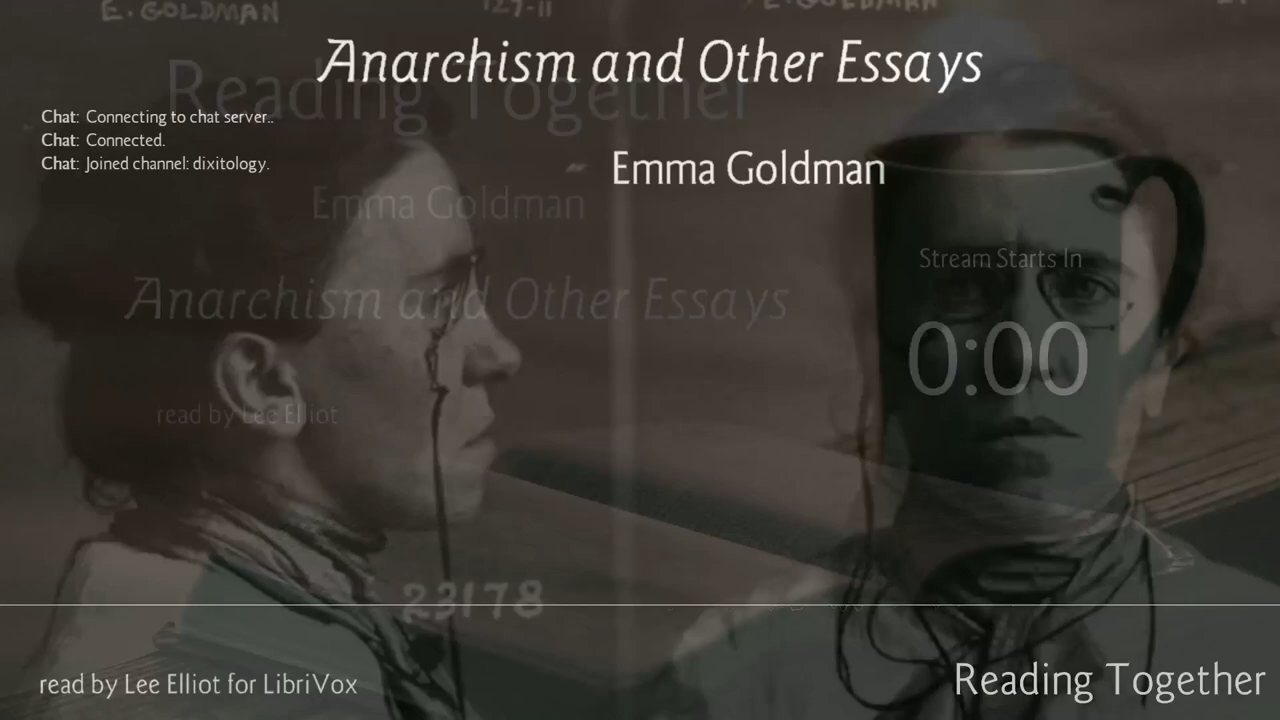 E. GOLDMAN
127-11
E. GOLDMAN
Anarchism and Other Essays
Reading Together
Chat: Connecting to chat server..
Chat: Connected.
Chat: Joined channel: dixitology.
Emma Goldman
Emma Goldman
Stream Starts In
Anarchism and Other Essays
0:00
read by Lee Elliot
23178
read by Lee Elliot for LibriVox
Reading Together